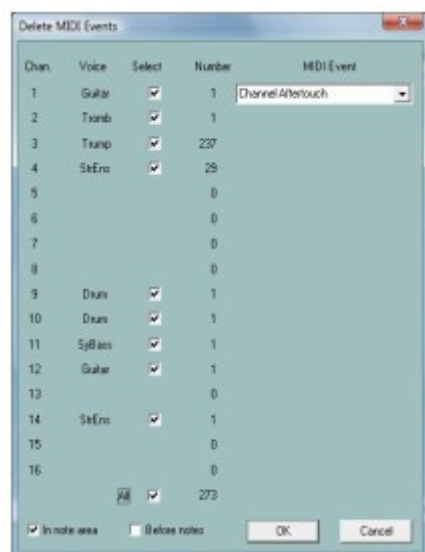 Delete MIDI Events
Chan. Voice Select Number MIDI Event
1 Guitar 1 Channel Aftertouch
2 Tromb 1
3 Trump 237
4 StrEns 29
5 0
6 0
7 0
8 0
9 Drum 1
10 Drum 1
11 SyBass 1
12 Guitar 1
13 0
14 StrEns 1
15 0
16 0
All 273
In note area Before notes OK Cancel